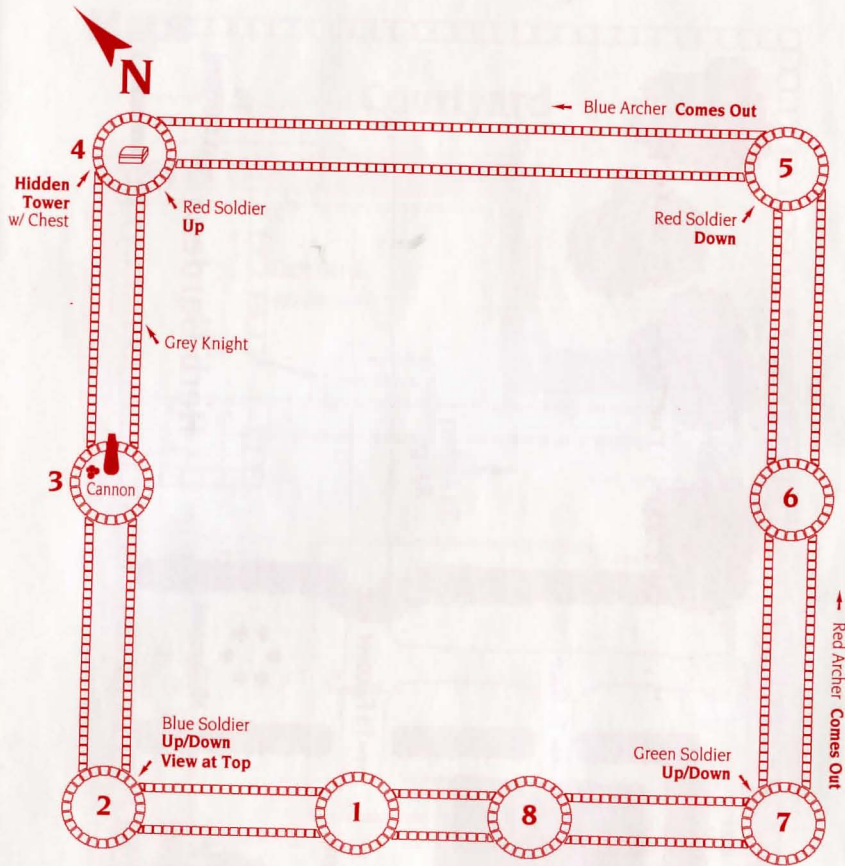 N
Blue Archer Comes Out
4
5
Hidden
Tower
w/ Chest
Red Soldier
Up
Red Soldier
Down
Grey Knight
3
Cannon
6
Red Archer Comes Out
Blue Soldier
Up/Down
View at Top
Green Soldier
Up/Down
2
1
8
7